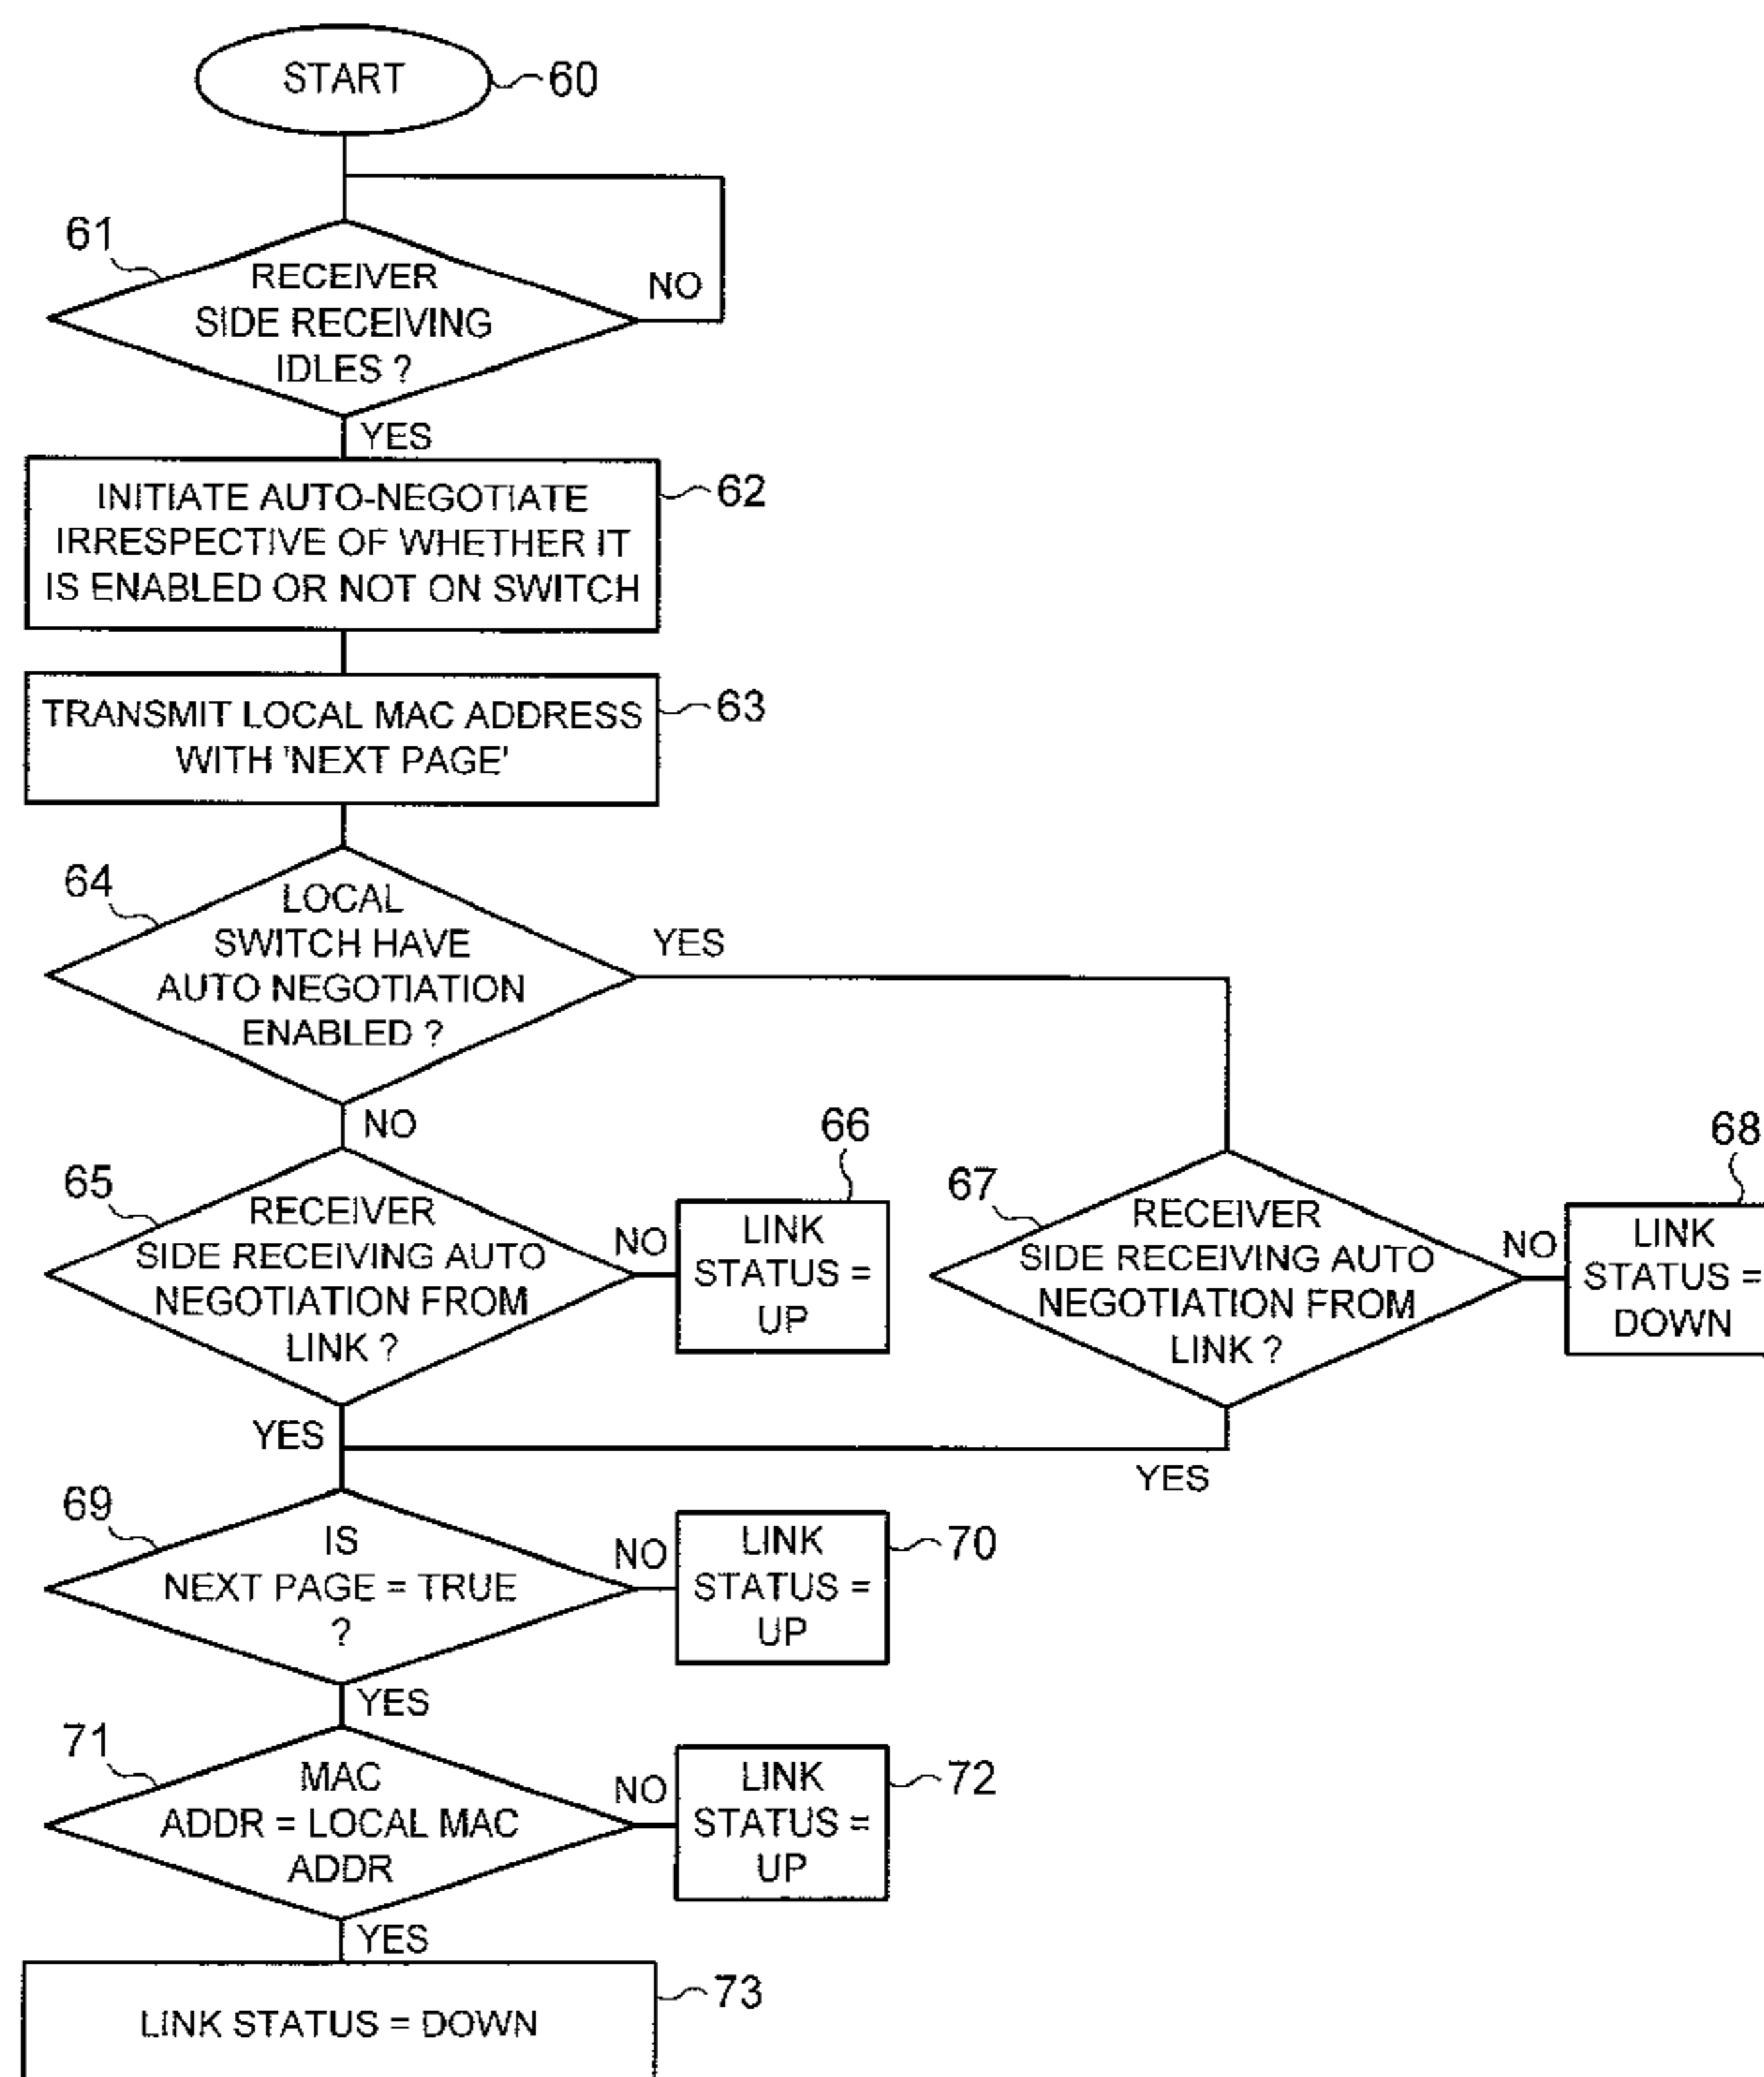 START
60
61
RECEIVER
SIDE RECEIVING
IDLES ?
NO
YES
INITIATE AUTO-NEGOTIATE
IRRESPECTIVE OF WHETHER IT
IS ENABLED OR NOT ON SWITCH
62
TRANSMIT LOCAL MAC ADDRESS
WITH 'NEXT PAGE'
63
64
LOCAL
SWITCH HAVE
AUTO NEGOTIATION
ENABLED ?
YES
NO
65
RECEIVER
SIDE RECEIVING AUTO
NEGOTIATION FROM
LINK ?
NO
66
LINK
STATUS =
UP
67
RECEIVER
SIDE RECEIVING AUTO
NEGOTIATION FROM
LINK ?
NO
68
LINK
STATUS =
DOWN
YES
YES
69
IS
NEXT PAGE = TRUE
?
NO
LINK
STATUS =
UP
70
YES
71
MAC
ADDR = LOCAL MAC
ADDR
NO
LINK
STATUS =
UP
72
YES
LINK STATUS = DOWN
73